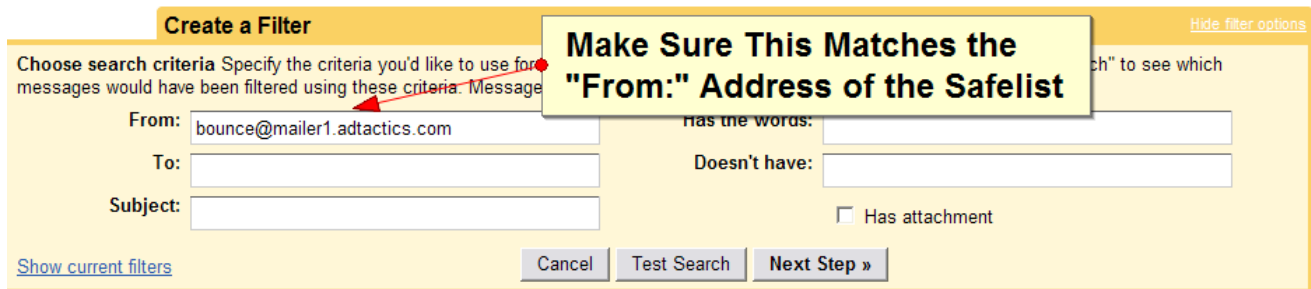 Create a Filter
Hide filter options
Make Sure This Matches the
"From:" Address of the Safelist
Choose search criteria Specify the criteria you'd like to use for ch" to see which
messages would have been filtered using these criteria. Message
From: bounce@mailer1.adtactics.com Has the words:
To: Doesn't have:
Subject: Has attachment
Show current filters Cancel Test Search Next Step »